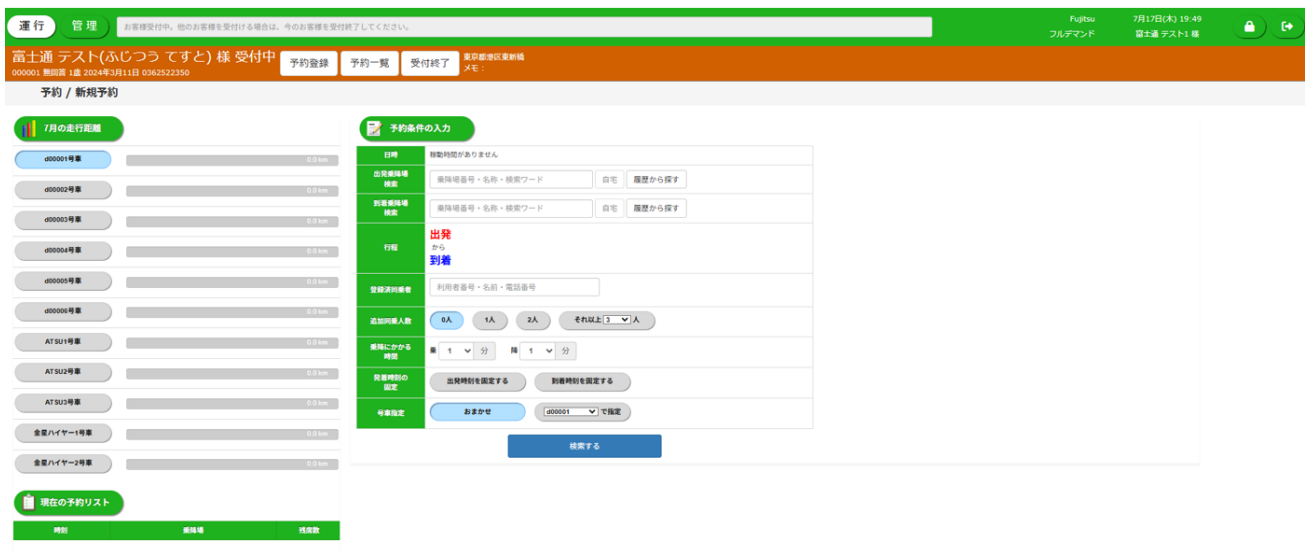 運行 管理 お客様受付中。他のお客様を受付ける場合は、今のお客様を受付終了してください。 Fujitsu 7月17日(木) 19:49
フルデマンド 富士通 テスト1 様
富士通 テスト(ふじつう てすと) 様 受付中 予約登録 予約一覧 受付終了 東京都港区東新橋
000001 無回答 1歳 2024年3月11日 0362522350 メモ：
予約 / 新規予約
7月の走行距離
d00001号車 0.0 km
d00002号車 0.0 km
d00003号車 0.0 km
d00004号車 0.0 km
d00005号車 0.0 km
d00006号車 0.0 km
ATSU1号車 0.0 km
ATSU2号車 0.0 km
ATSU3号車 0.0 km
金星ハイヤー1号車 0.0 km
金星ハイヤー2号車 0.0 km
現在の予約リスト
時刻 乗降場 残席数
予約条件の入力
日時 稼動時間がありません
出発乗降場
検索 乗降場番号・名称・検索ワード 自宅 履歴から探す
到着乗降場
検索 乗降場番号・名称・検索ワード 自宅 履歴から探す
行程 出発
から
到着
登録済同乗者 利用者番号・名前・電話番号
追加同乗人数 0人 1人 2人 それ以上 3 人
乗降にかかる
時間 乗 1 分 降 1 分
発着時刻の
固定 出発時刻を固定する 到着時刻を固定する
号車指定 おまかせ d00001 で指定
検索する